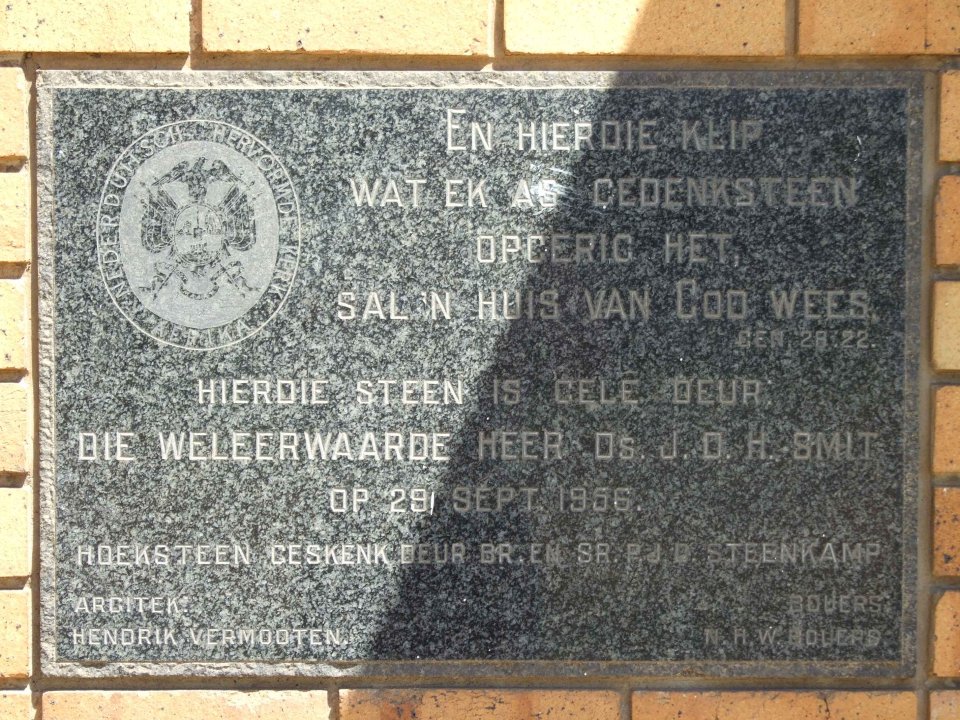 NEDERDUITSCH HERVORMDE KERK
AFRIKA
EN HIERDIE KLIP
WAT EK AS GEDENKSTEEN
OPGERIG HET,
SAL 'N HUIS VAN GOD WEES.
GEN. 28:22.
HIERDIE STEEN IS GELÊ DEUR
DIE WELEERWAARDE HEER DS. J. D. H. SMIT
OP 29 SEPT. 1956.
HOEKSTEEN GESKENK DEUR BR. EN SR. P.J.D. STEENKAMP
ARGITEK: BOUERS:
HENDRIK VERMOOTEN. N.H.W. BOUERS.